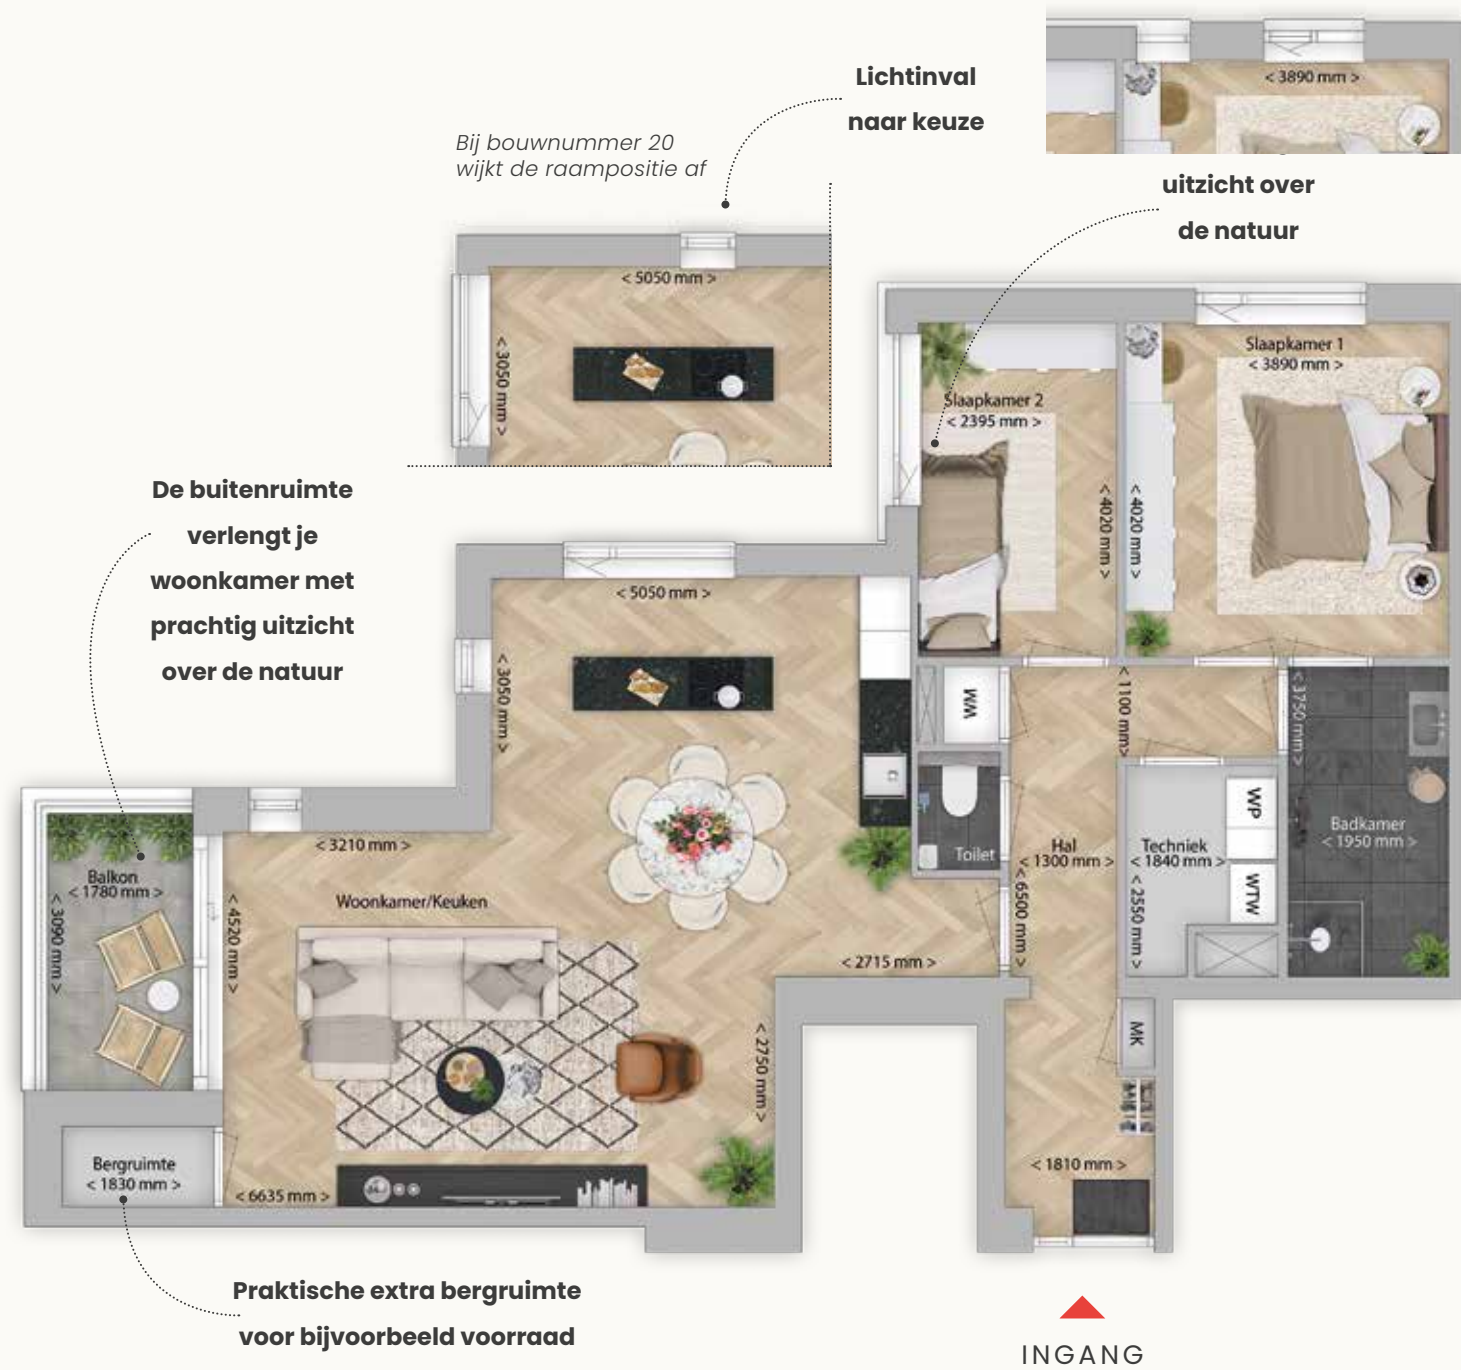 Lichtinval
naar keuze
< 3890 mm >
Bij bouwnummer 20
wijkt de raampositie af
uitzicht over
de natuur
< 5050 mm >
< 3050 mm >
Slaapkamer 1
< 3890 mm >
Slaapkamer 2
< 2395 mm >
< 4020 mm >
< 4020 mm >
De buitenruimte
verlengt je
woonkamer met
prachtig uitzicht
over de natuur
< 5050 mm >
< 3050 mm >
WM
< 1100 mm>
< 3750 mm >
WP
Toilet
Hal
< 1300 mm >
Techniek
< 1840 mm >
Badkamer
< 1950 mm >
< 3210 mm >
Balkon
< 1780 mm >
< 3090 mm >
< 4520 mm >
Woonkamer/Keuken
< 6500 mm >
< 2550 mm >
WTW
< 2715 mm >
MK
< 2750 mm >
Bergruimte
< 1830 mm >
< 6635 mm >
< 1810 mm >
Praktische extra bergruimte
voor bijvoorbeeld voorraad
INGANG